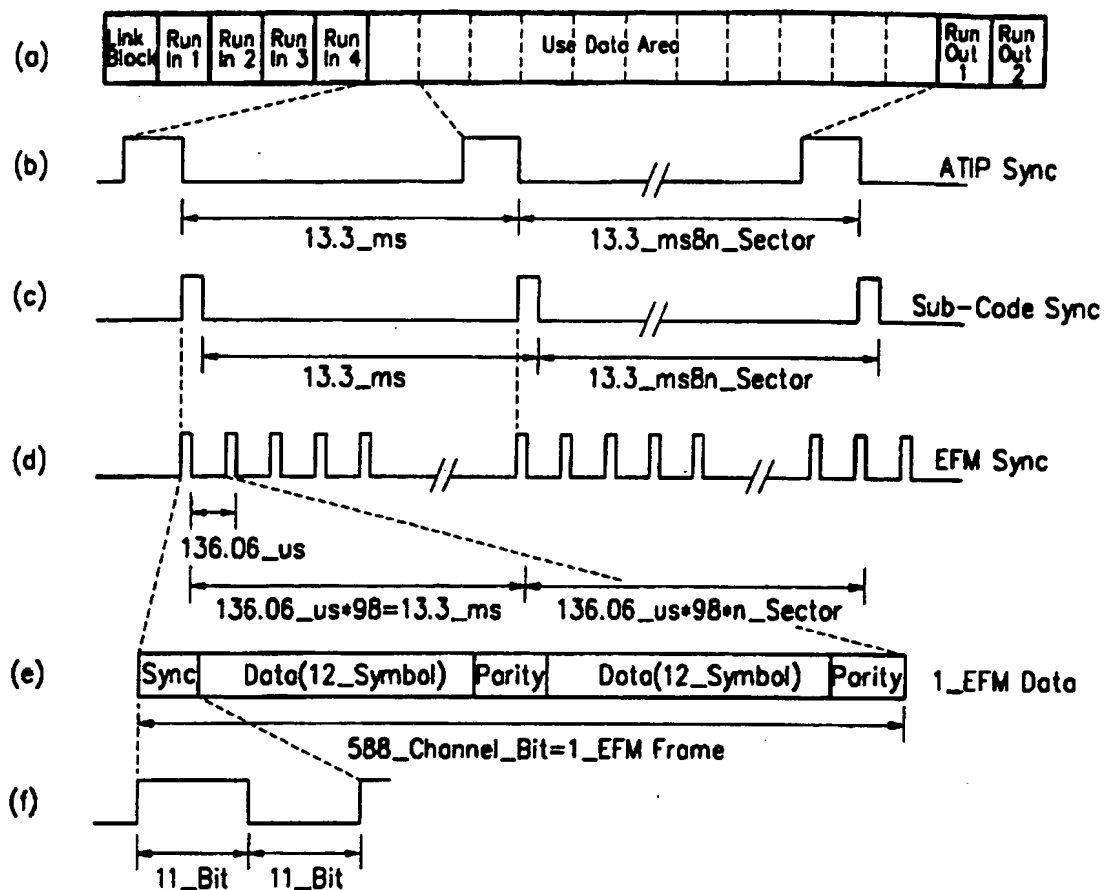 (a)
Link Block
Run In 1
Run In 2
Run In 3
Run In 4
Use Data Area
Run Out 1
Run Out 2
(b)
ATIP Sync
13.3_ms
13.3_ms8n_Sector
(c)
Sub-Code Sync
13.3_ms
13.3_ms8n_Sector
(d)
EFM Sync
136.06_us
136.06_us*98=13.3_ms
136.06_us*98*n_Sector
(e)
Sync
Data(12_Symbol)
Parity
Data(12_Symbol)
Parity
1_EFM Data
588_Channel_Bit=1_EFM Frame
(f)
11_Bit
11_Bit